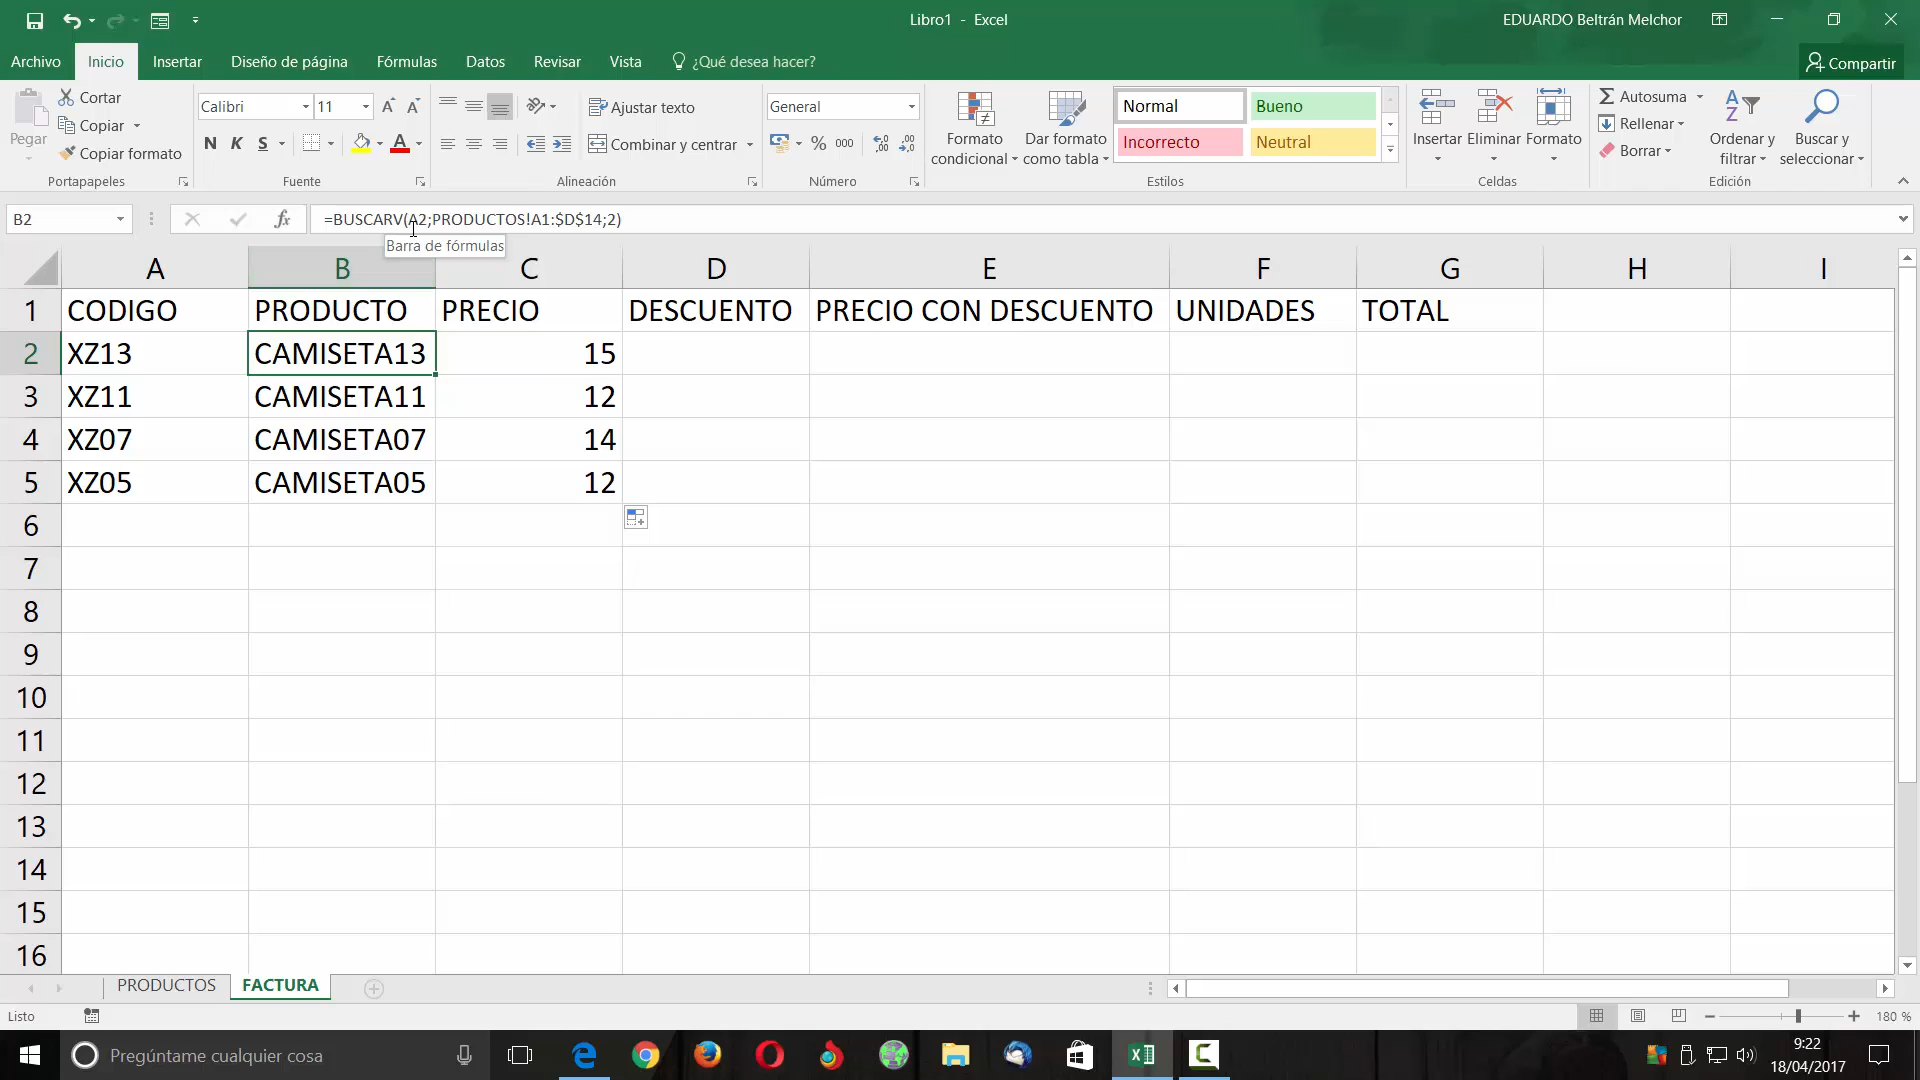 Libro1 - Excel
EDUARDO Beltrán Melchor
Archivo Inicio Insertar Diseño de página Fórmulas Datos Revisar Vista ¿Qué desea hacer? Compartir
Pegar
Cortar
Copiar
Copiar formato
Portapapeles
Calibri 11
N K S
Fuente
Ajustar texto
Combinar y centrar
Alineación
General
% 000
Número
Formato condicional
Dar formato como tabla
Normal Bueno
Incorrecto Neutral
Estilos
Insertar Eliminar Formato
Celdas
Autosuma
Rellenar
Borrar
Ordenar y filtrar
Buscar y seleccionar
Edición
B2 fx =BUSCARV(A2;PRODUCTOS!A1:$D$14;2)
Barra de fórmulas
A B C D E F G H I
1 CODIGO PRODUCTO PRECIO DESCUENTO PRECIO CON DESCUENTO UNIDADES TOTAL
2 XZ13 CAMISETA13 15
3 XZ11 CAMISETA11 12
4 XZ07 CAMISETA07 14
5 XZ05 CAMISETA05 12
6
7
8
9
10
11
12
13
14
15
16
PRODUCTOS FACTURA
Listo 180 %
Pregúntame cualquier cosa
9:22
18/04/2017